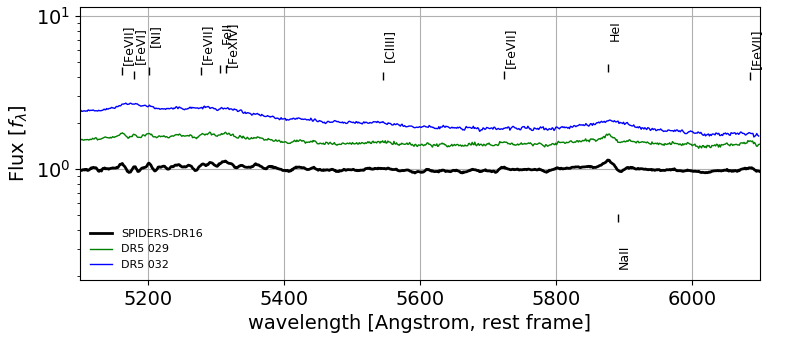 10¹
[FeVII]
[FeVI]
[NI]
[FeVII]
FeII
[FeXIV]
[ClIII]
[FeVII]
HeI
[FeVII]
Flux [fλ]
10⁰
SPIDERS-DR16
DR5 029
DR5 032
NaII
5200 5400 5600 5800 6000
wavelength [Angstrom, rest frame]